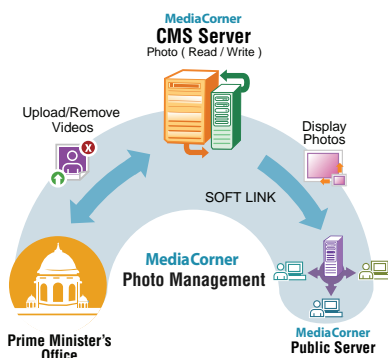 MediaCorner
CMS Server
Photo ( Read / Write )
Upload/Remove
Videos
X
Display
Photos
SOFT LINK
MediaCorner
Photo Management
Prime Minister's
Office
MediaCorner
Public Server